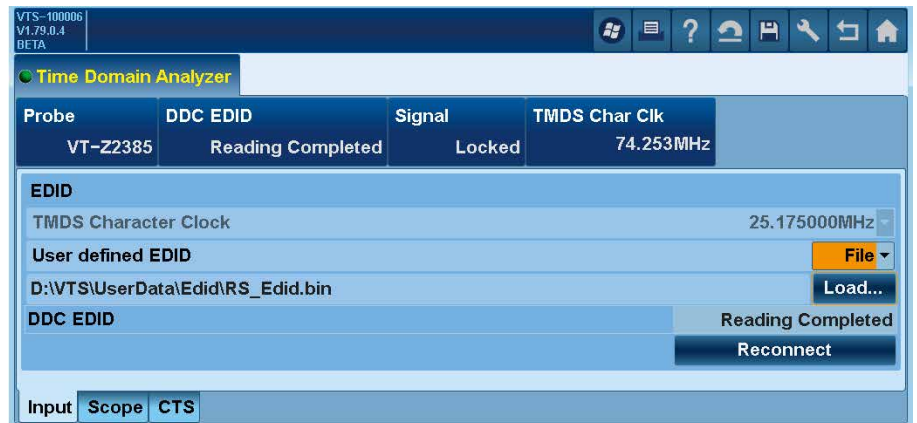 VTS-100006
V1.79.0.4
BETA
?
Time Domain Analyzer
Probe DDC EDID Signal TMDS Char Clk
VT-Z2385 Reading Completed Locked 74.253MHz
EDID
TMDS Character Clock 25.175000MHz
User defined EDID File
D:\VTS\UserData\Edid\RS_Edid.bin Load...
DDC EDID Reading Completed
Reconnect
Input Scope CTS